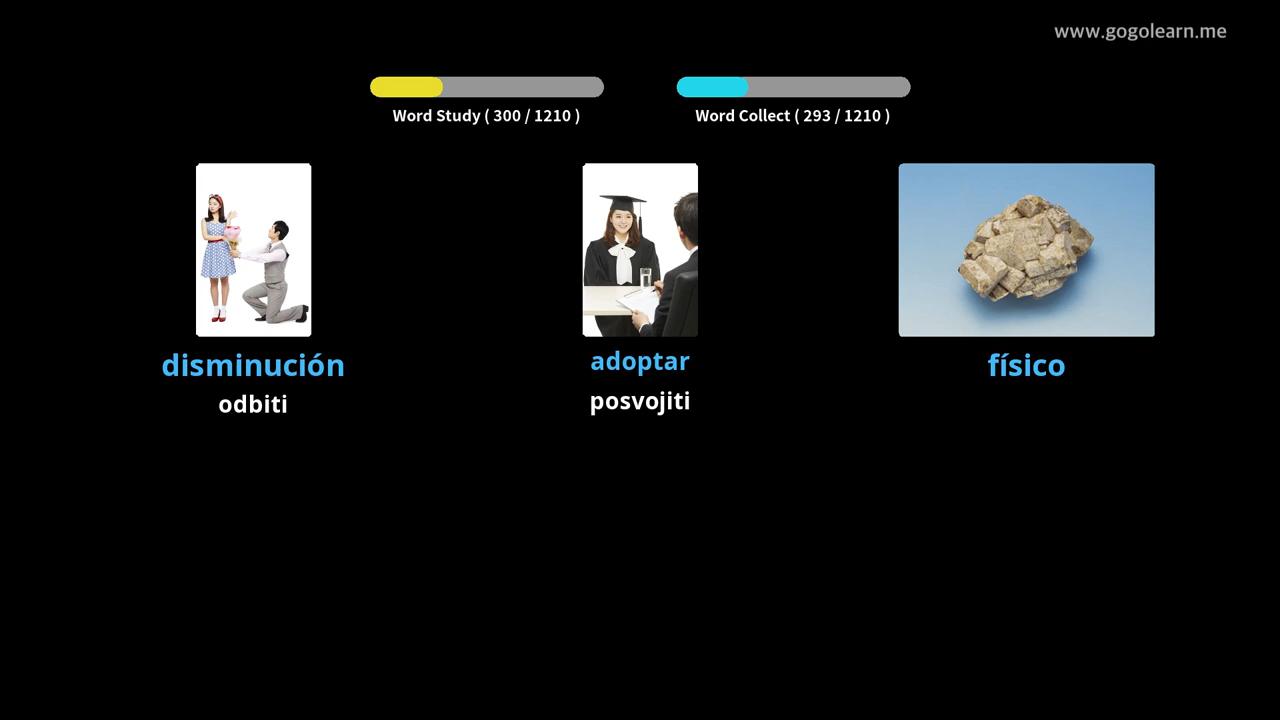 www.gogolearn.me
Word Study ( 300 / 1210 )
Word Collect ( 293 / 1210 )
disminución
odbiti
adoptar
posvojiti
físico